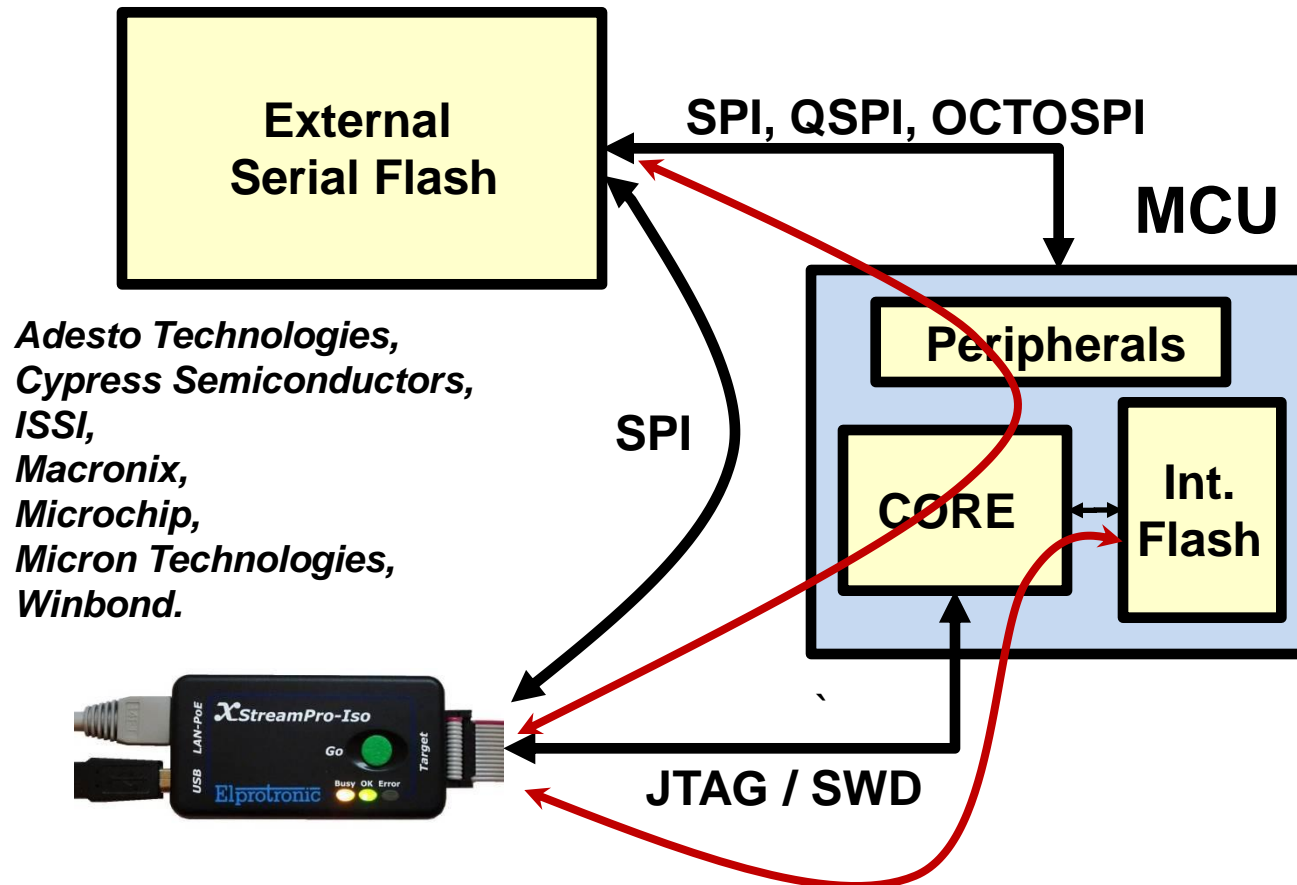 External
Serial Flash
SPI, QSPI, OCTOSPI
MCU
Peripherals
CORE
Int.
Flash
SPI
Adesto Technologies,
Cypress Semiconductors,
ISSI,
Macronix,
Microchip,
Micron Technologies,
Winbond.
`
JTAG / SWD
XStreamPro-Iso
LAN-PoE
USB
Go
Target
Busy OK Error
Elprotronic